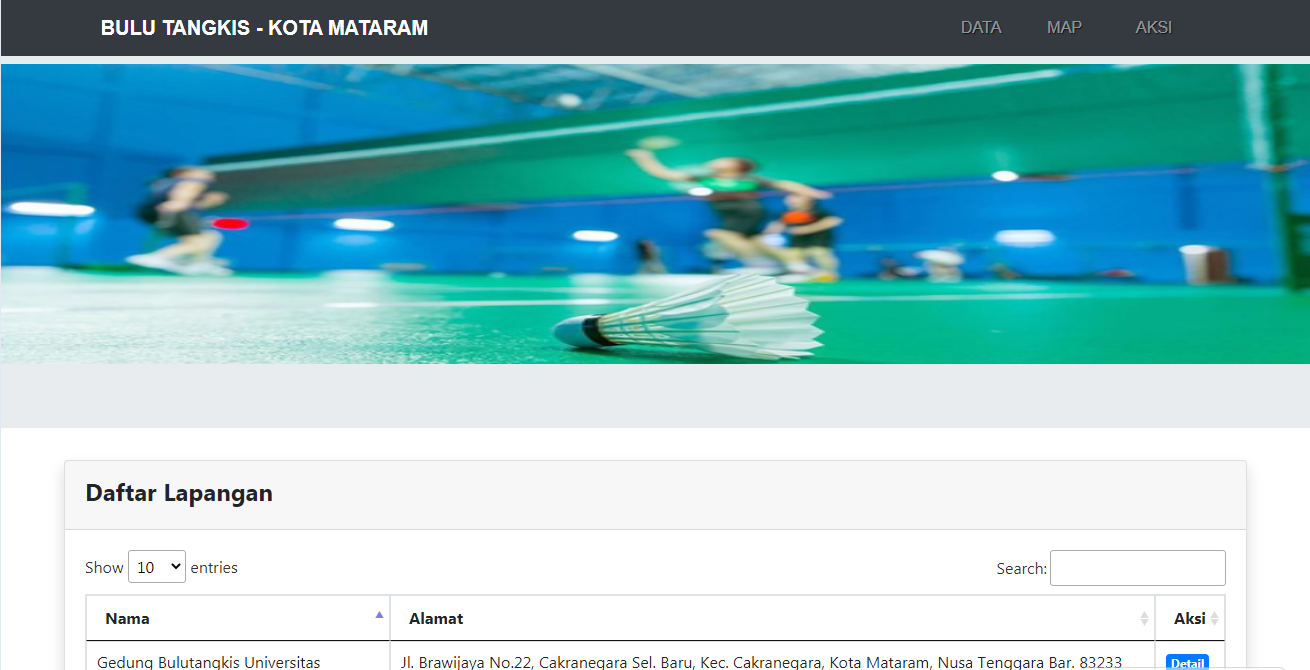 BULU TANGKIS - KOTA MATARAM DATA MAP AKSI
Daftar Lapangan
Show 10 entries Search:
Nama Alamat Aksi
Gedung Bulutangkis Universitas Jl. Brawijaya No.22, Cakranegara Sel. Baru, Kec. Cakranegara, Kota Mataram, Nusa Tenggara Bar. 83233 Detail